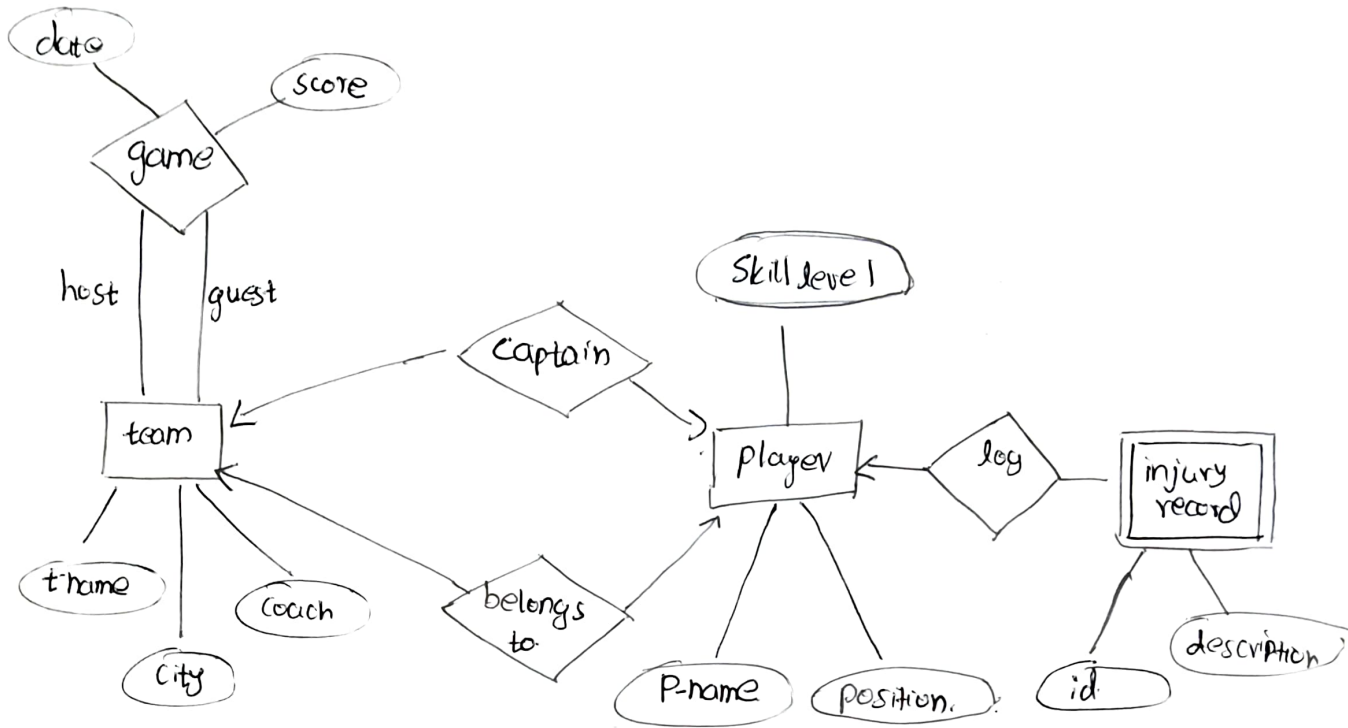 date
score
game
host
guest
Skill level
Captain
team
player
log
injury
record
t-name
coach
city
belongs
to
P-name
position.
id.
description